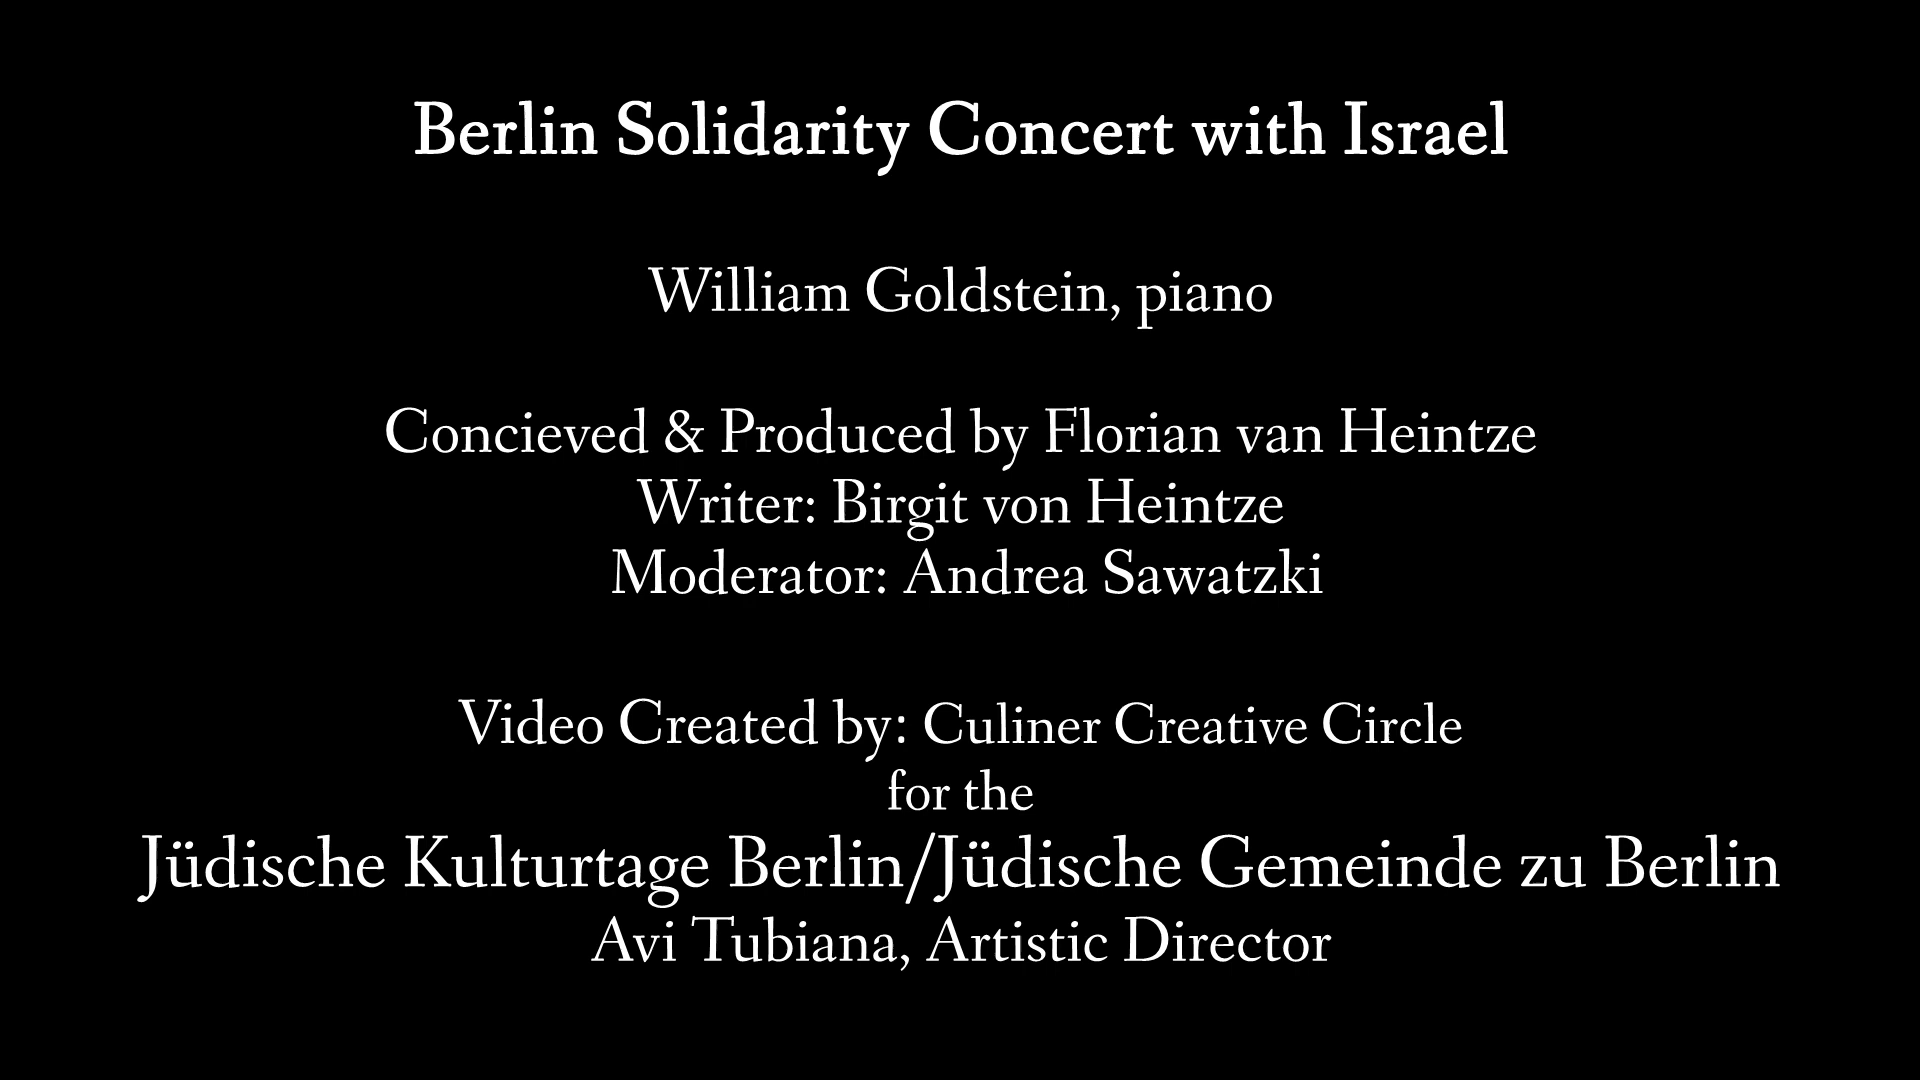 Berlin Solidarity Concert with Israel
William Goldstein, piano
Concieved & Produced by Florian van Heintze
Writer: Birgit von Heintze
Moderator: Andrea Sawatzki
Video Created by: Culiner Creative Circle
for the
Jüdische Kulturtage Berlin/Jüdische Gemeinde zu Berlin
Avi Tubiana, Artistic Director